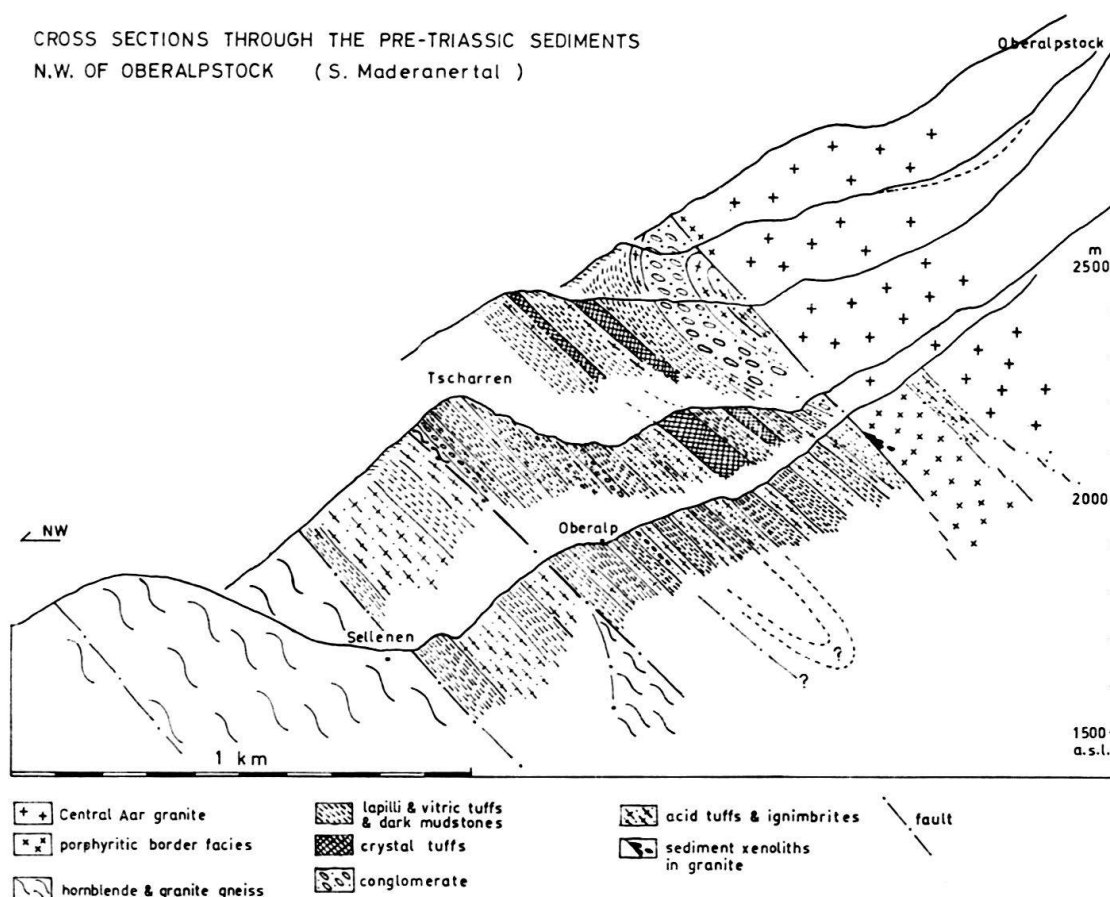 CROSS SECTIONS THROUGH THE PRE-TRIASSIC SEDIMENTS
N.W. OF OBERALPSTOCK (S. Maderanertal )
Oberalpstock
m
2500
Tscharren
2000
Oberalp
NW
Sellenen
?
?
1500
a.s.l.
1 km
Central Aar granite
porphyritic border facies
hornblende & granite gneiss
lapilli & vitric tuffs
& dark mudstones
crystal tuffs
conglomerate
acid tuffs & ignimbrites
sediment xenoliths
in granite
fault